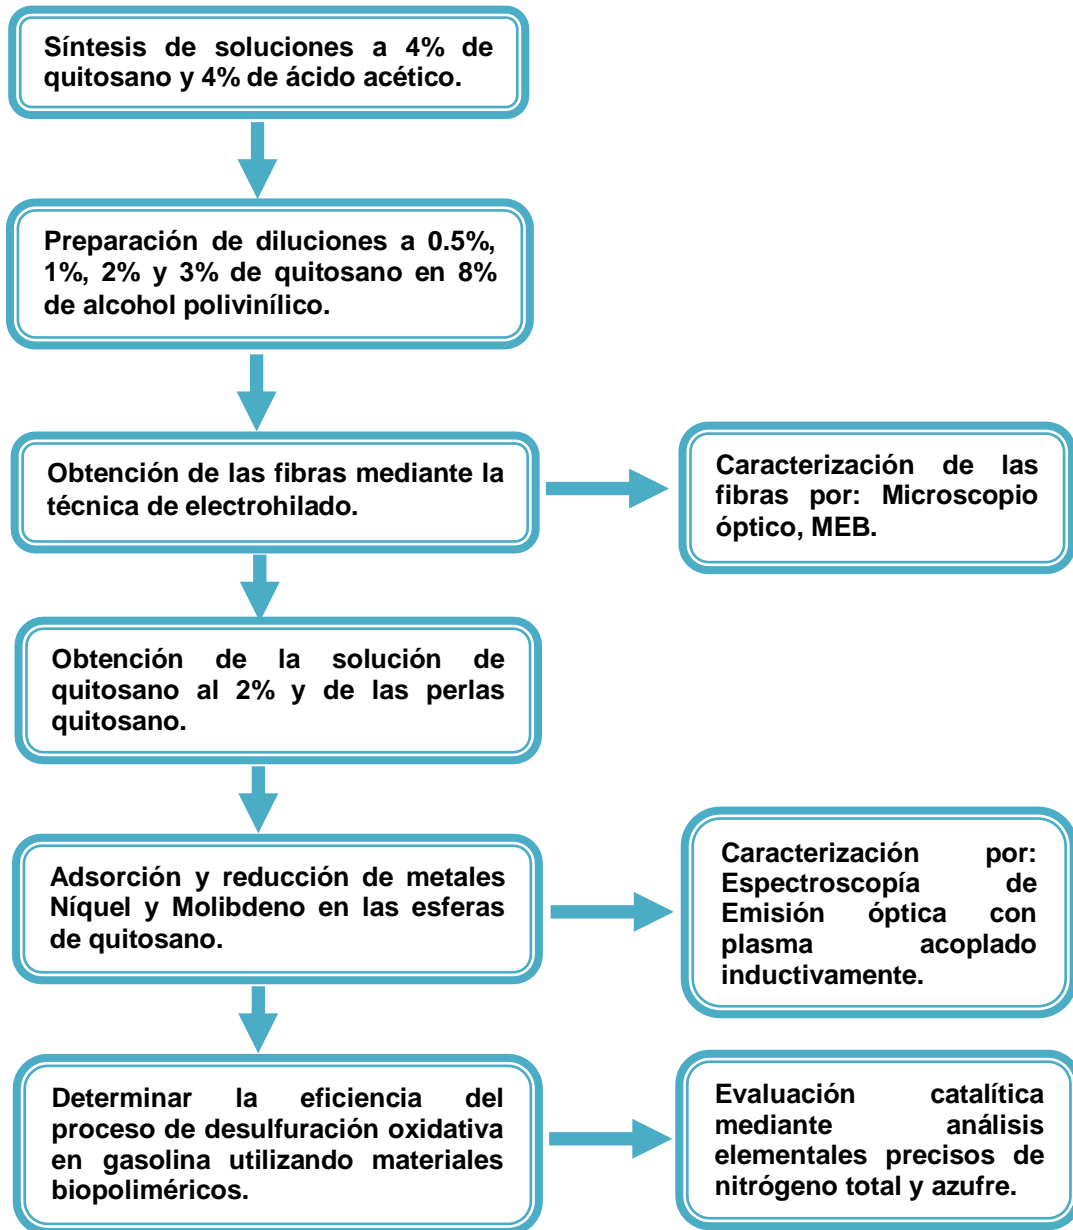 Síntesis de soluciones a 4% de
quitosano y 4% de ácido acético.
Preparación de diluciones a 0.5%,
1%, 2% y 3% de quitosano en 8%
de alcohol polivinílico.
Obtención de las fibras mediante la
técnica de electrohilado.
Caracterización de las
fibras por: Microscopio
óptico, MEB.
Obtención de la solución de
quitosano al 2% y de las perlas
quitosano.
Adsorción y reducción de metales
Níquel y Molibdeno en las esferas
de quitosano.
Caracterización por:
Espectroscopía de
Emisión óptica con
plasma acoplado
inductivamente.
Determinar la eficiencia del
proceso de desulfuración oxidativa
en gasolina utilizando materiales
biopoliméricos.
Evaluación catalítica
mediante análisis
elementales precisos de
nitrógeno total y azufre.